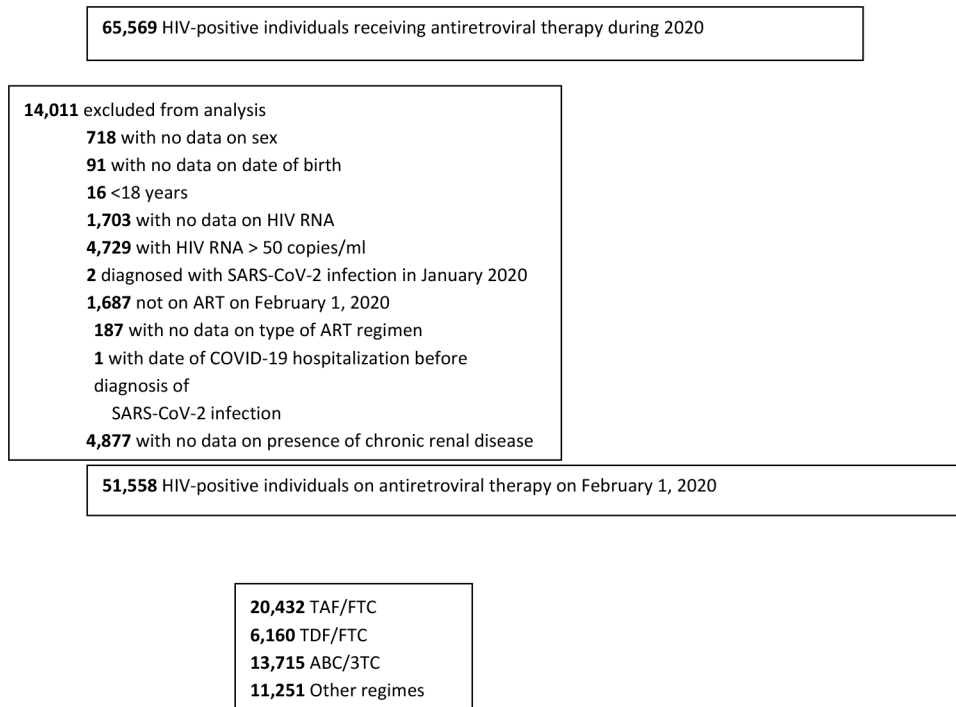 65,569 HIV-positive individuals receiving antiretroviral therapy during 2020
14,011 excluded from analysis
718 with no data on sex
91 with no data on date of birth
16 <18 years
1,703 with no data on HIV RNA
4,729 with HIV RNA > 50 copies/ml
2 diagnosed with SARS-CoV-2 infection in January 2020
1,687 not on ART on February 1, 2020
187 with no data on type of ART regimen
1 with date of COVID-19 hospitalization before
diagnosis of
SARS-CoV-2 infection
4,877 with no data on presence of chronic renal disease
51,558 HIV-positive individuals on antiretroviral therapy on February 1, 2020
20,432 TAF/FTC
6,160 TDF/FTC
13,715 ABC/3TC
11,251 Other regimes